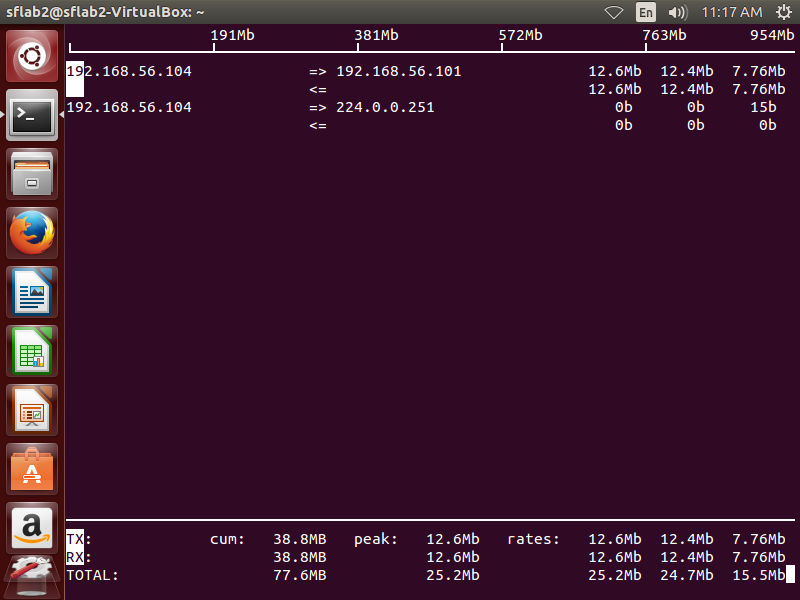 sflab2@sflab2-VirtualBox: ~ En 11:17 AM
191Mb 381Mb 572Mb 763Mb 954Mb
192.168.56.104 => 192.168.56.101 12.6Mb 12.4Mb 7.76Mb
<= 12.6Mb 12.4Mb 7.76Mb
192.168.56.104 => 224.0.0.251 0b 0b 15b
<= 0b 0b 0b
TX: cum: 38.8MB peak: 12.6Mb rates: 12.6Mb 12.4Mb 7.76Mb
RX: 38.8MB 12.6Mb 12.6Mb 12.4Mb 7.76Mb
TOTAL: 77.6MB 25.2Mb 25.2Mb 24.7Mb 15.5Mb